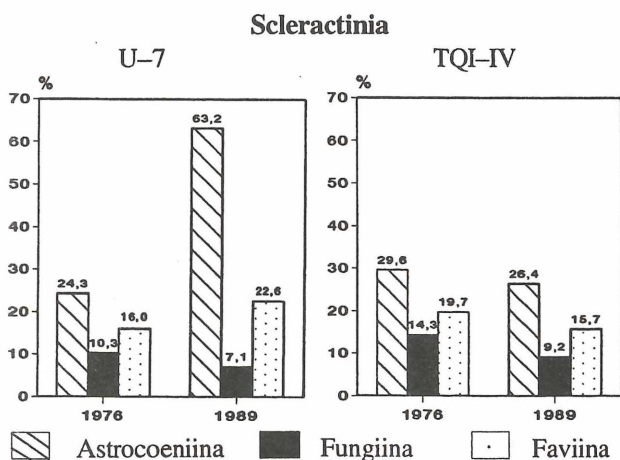 Scleractinia
U–7 TQI–IV
% %
70 70
63,2
60 60
50 50
40 40
30 29,6 30
24,3 22,6 26,4
20 16,0 20 19,7 15,7
10,3 7,1 14,3 9,2
10 10
0 0
1976 1989 1976 1989
Astrocoeniina Fungiina Faviina